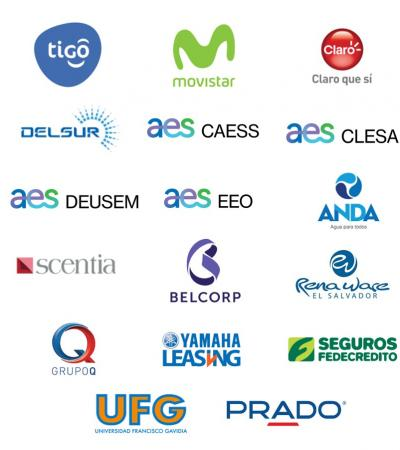 tigo
movistar
Claro
Claro que sí
DELSUR
aes CAESS
aes CLESA
aes DEUSEM
aes EEO
ANDA
Agua para todos
scentia
BELCORP
Rena Ware
EL SALVADOR
GRUPO Q
YAMAHA
LEASING
SEGUROS
FEDECREDITO
UFG
UNIVERSIDAD FRANCISCO GAVIDIA
PRADO®